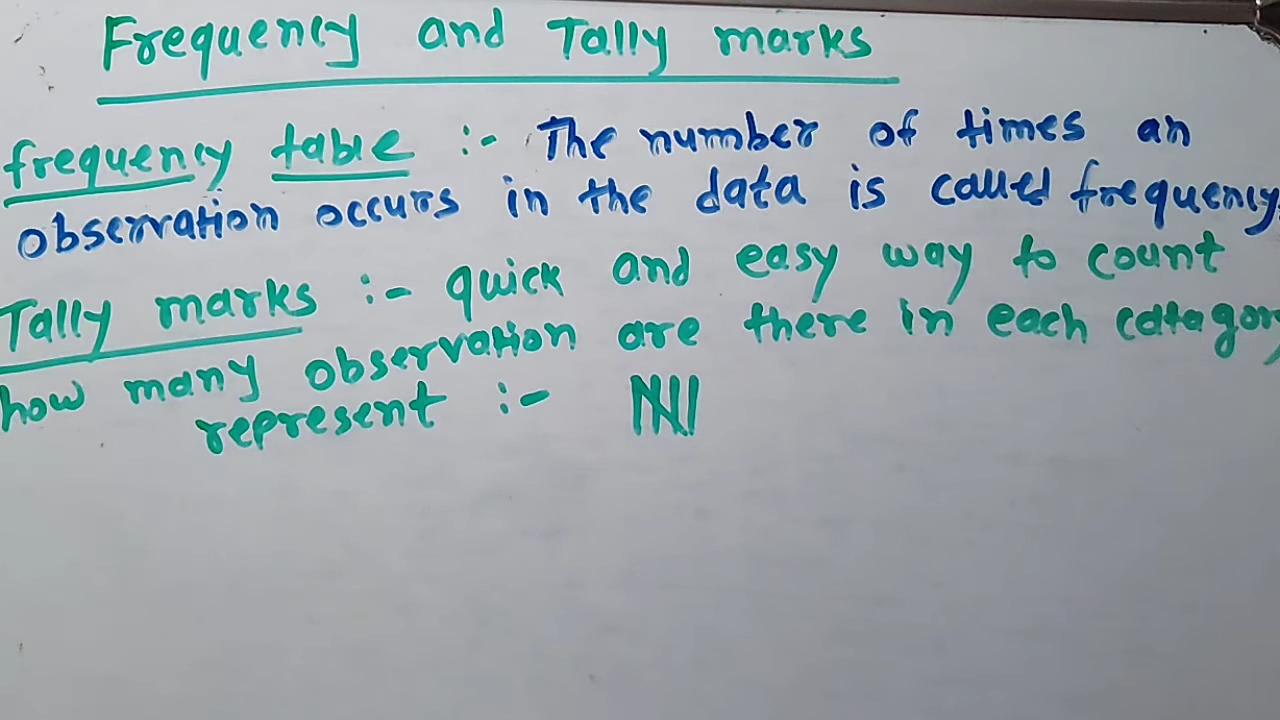 Frequency and Tally marks
frequency table :- The number of times an
observation occurs in the data is called frequency.
Tally marks :- quick and easy way to count
how many observation are there in each catagory
represent :-